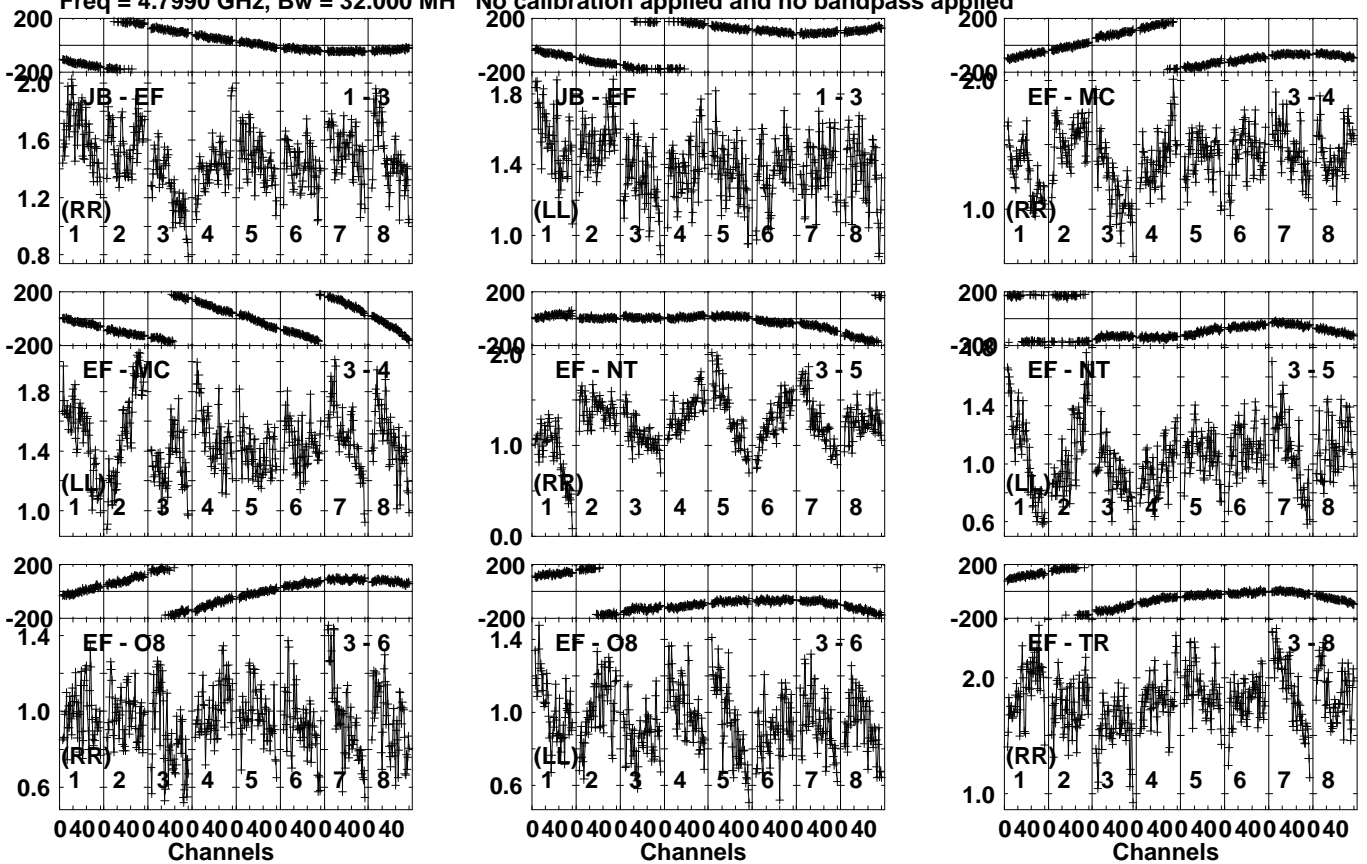 Freq = 4.7990 GHz, Bw = 32.000 MH No calibration applied and no bandpass applied
200 200 200
-200 -200 -200
2.0 JB - EF 1 - 3 1.8 JB - EF 1 - 3 2.0 EF - MC 3 - 4
1.6 1.4
1.2 1.0 1.0
(RR) (LL) (RR)
1 2 3 4 5 6 7 8 1 2 3 4 5 6 7 8 1 2 3 4 5 6 7 8
0.8
200 200 200
-200 -200 -200
EF - MC 3 - 4 2.0 EF - NT 3 - 5 1.8 EF - NT 3 - 5
1.8 1.4
1.4 1.0 1.0
(LL) (RR) (LL)
1.0 1 2 3 4 5 6 7 8 1 2 3 4 5 6 7 8 1 2 3 4 5 6 7 8
0.0 0.6
200 200 200
-200 -200 -200
1.4 EF - O8 3 - 6 1.4 EF - O8 3 - 6 EF - TR 3 - 8
2.0
1.0 1.0
(RR) (LL) (RR)
0.6 1 2 3 4 5 6 7 8 0.6 1 2 3 4 5 6 7 8 1 2 3 4 5 6 7 8
1.0
0 40 0 40 0 40 0 40 0 40 0 40 0 40 0 40 0 40 0 40 0 40 0 40 0 40 0 40 0 40 0 40 0 40 0 40 0 40 0 40 0 40 0 40 0 40 0 40
Channels Channels Channels